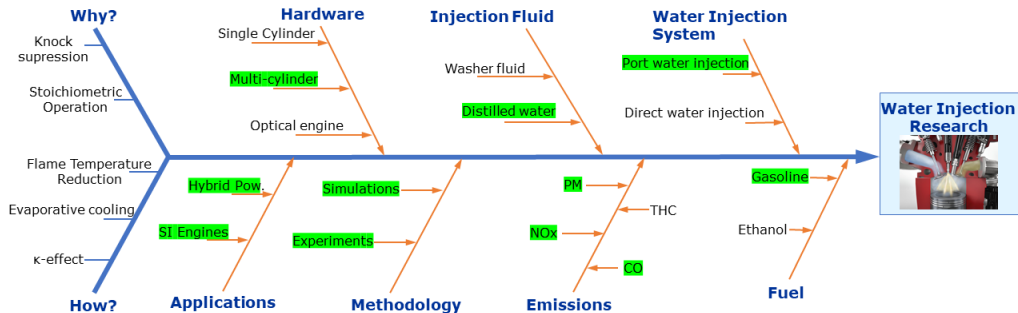 Why?
Knock
supression
Stoichiometric
Operation
Flame Temperature
Reduction
Evaporative cooling
κ-effect
How?
Hardware
Single Cylinder
Multi-cylinder
Optical engine
Injection Fluid
Washer fluid
Distilled water
Water Injection
System
Port water injection
Direct water injection
Water Injection
Research
Hybrid Pow.
SI Engines
Applications
Simulations
Experiments
Methodology
PM
THC
NOx
CO
Emissions
Gasoline
Ethanol
Fuel